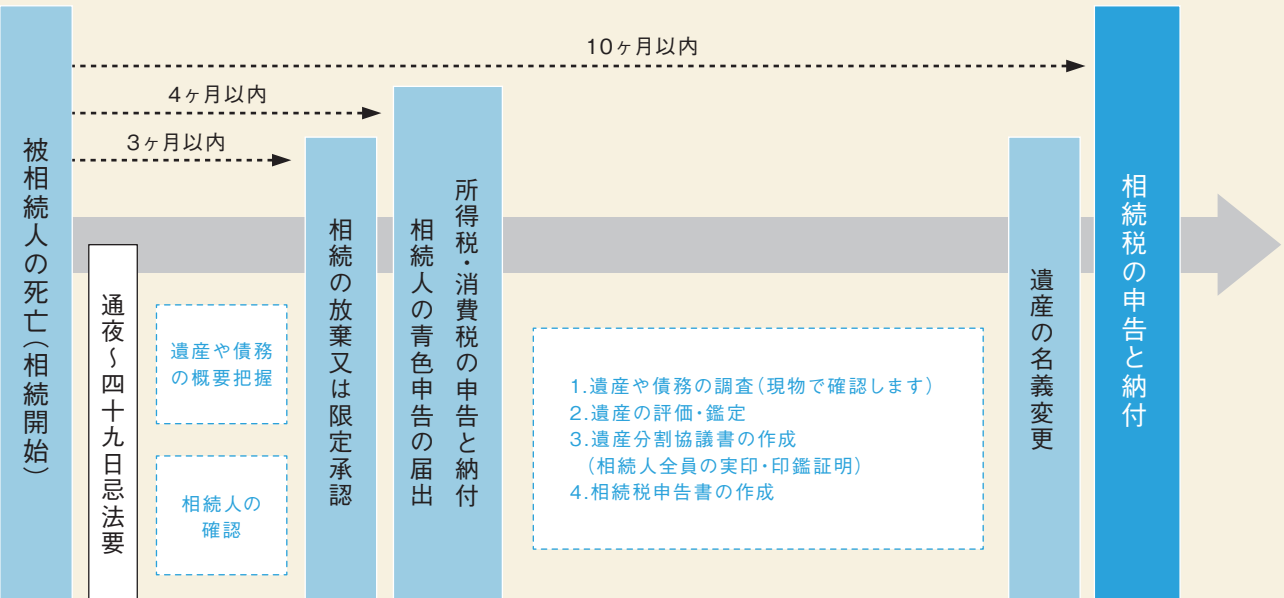 10ヶ月以内
4ヶ月以内
3ヶ月以内
被相続人の死亡(相続開始)
通夜〜四十九日忌法要
遺産や債務
の概要把握
相続人の
確認
相続の放棄又は限定承認
所得税・消費税の申告と納付
相続人の青色申告の届出
1.遺産や債務の調査(現物で確認します)
2.遺産の評価・鑑定
3.遺産分割協議書の作成
(相続人全員の実印・印鑑証明)
4.相続税申告書の作成
遺産の名義変更
相続税の申告と納付